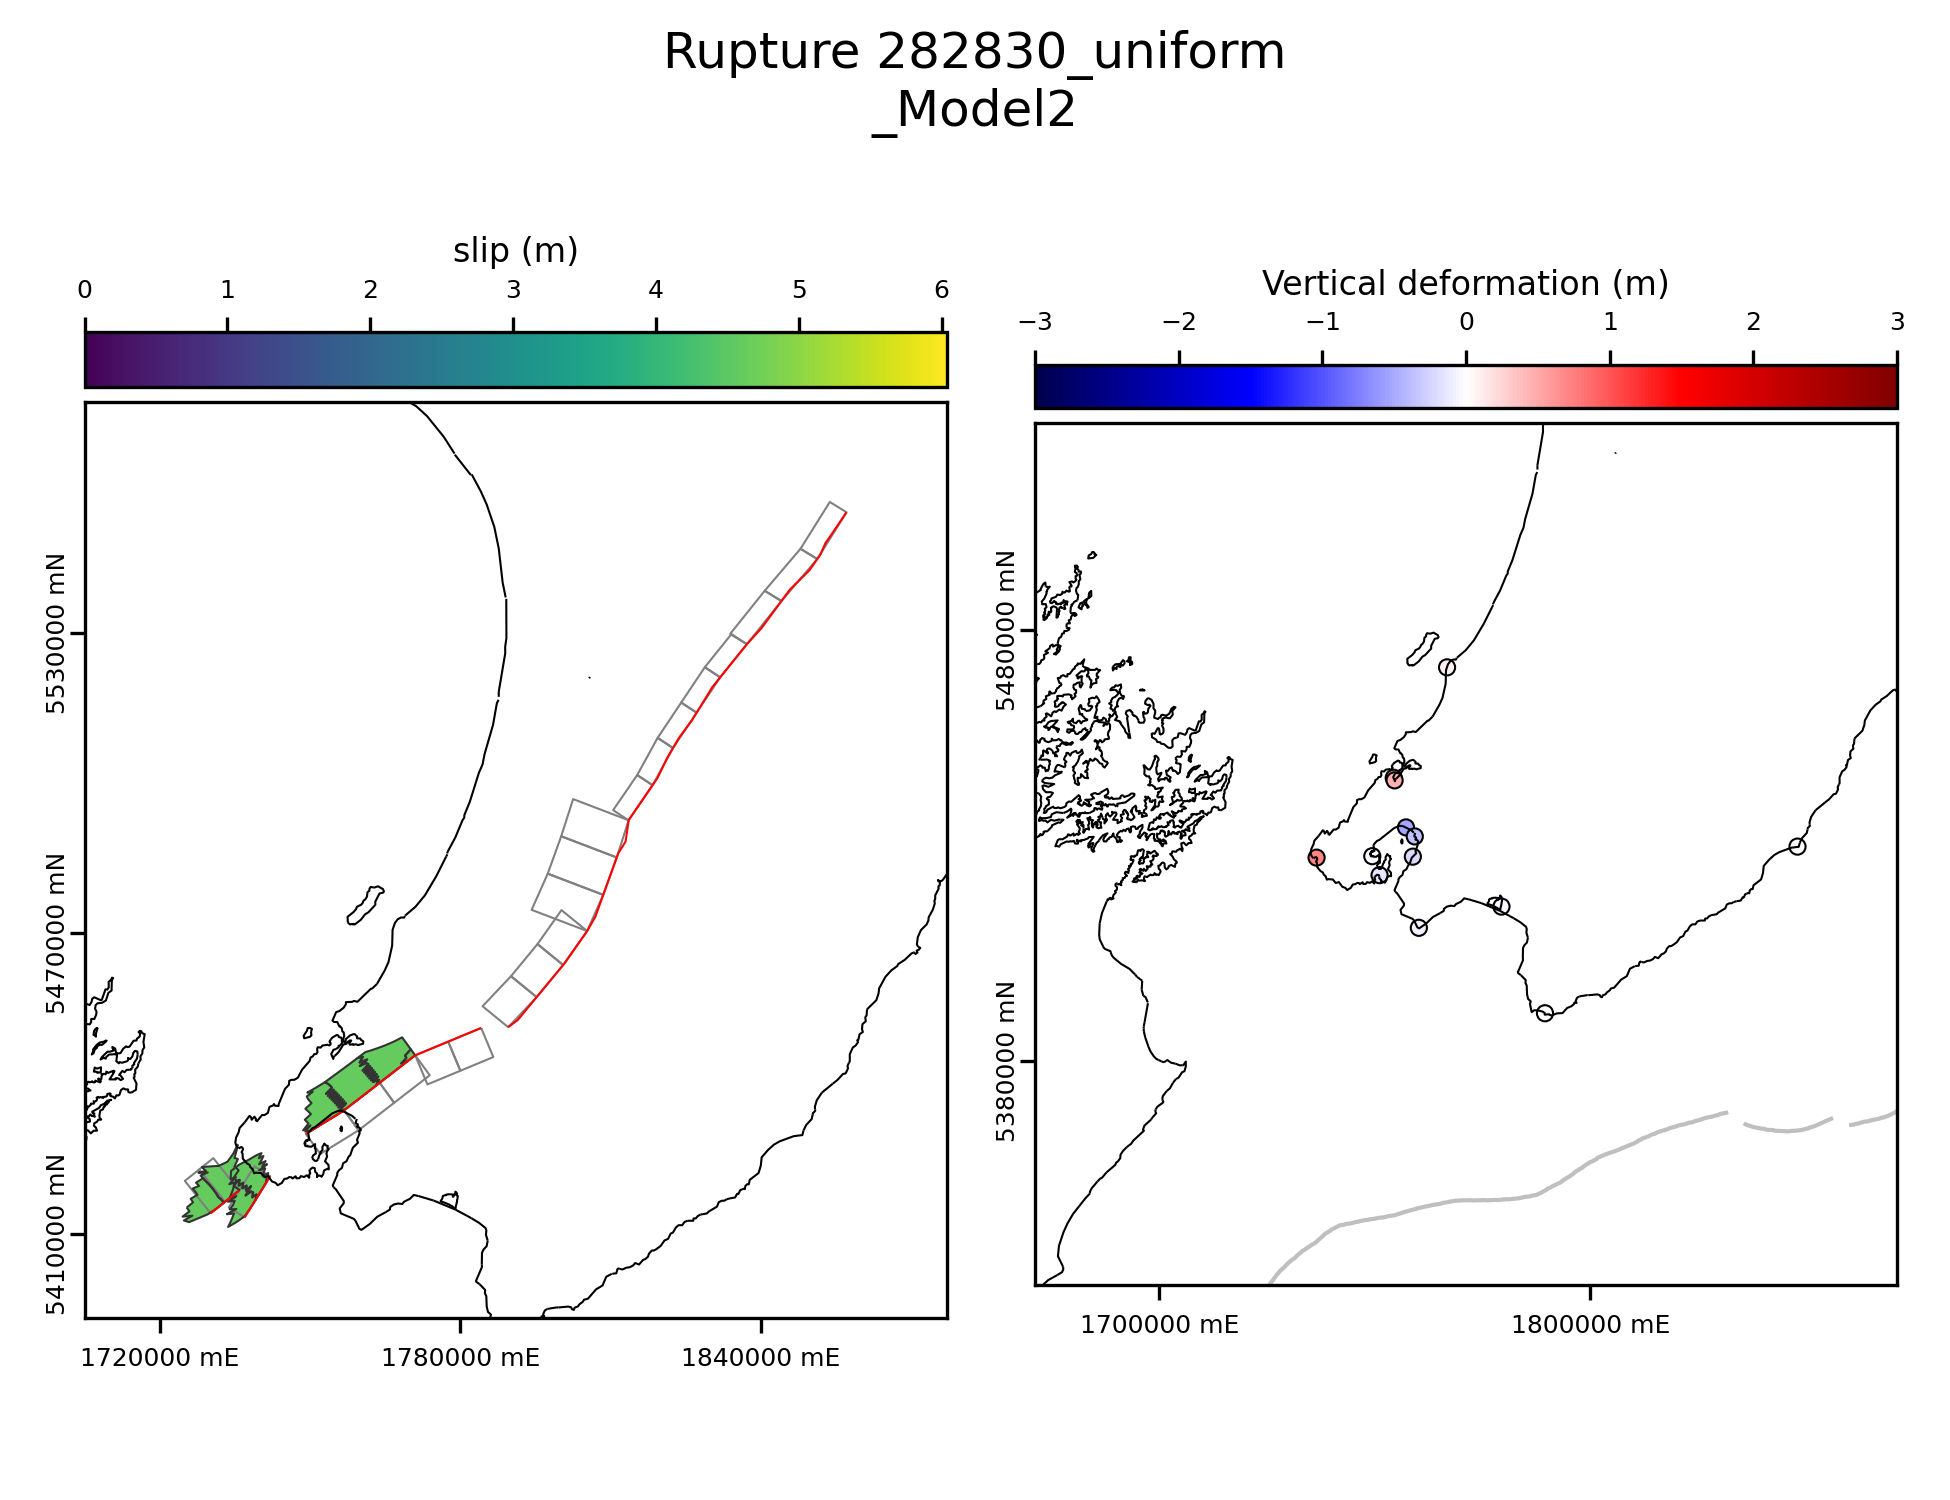 Rupture 282830_uniform
_Model2
slip (m)
0 1 2 3 4 5 6
5530000 mN
5470000 mN
5410000 mN
1720000 mE 1780000 mE 1840000 mE
Vertical deformation (m)
−3 −2 −1 0 1 2 3
5480000 mN
5380000 mN
1700000 mE 1800000 mE